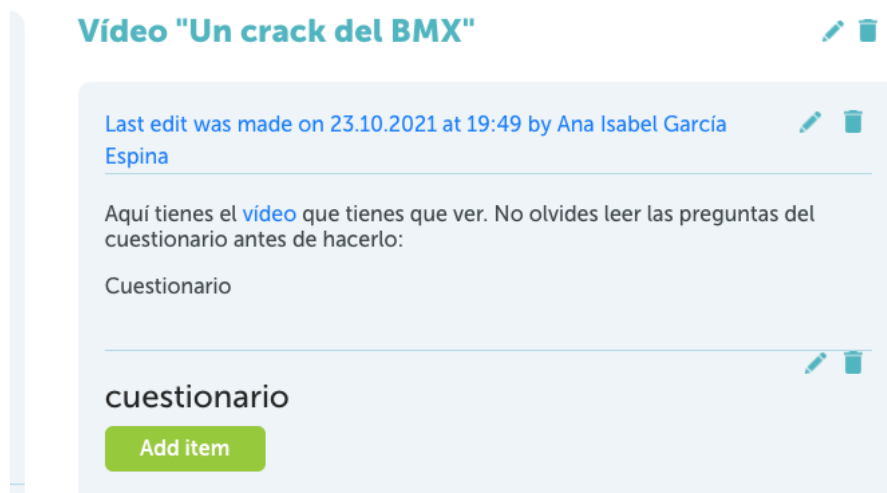 Vídeo "Un crack del BMX"
Last edit was made on 23.10.2021 at 19:49 by Ana Isabel García
Espina
Aquí tienes el vídeo que tienes que ver. No olvides leer las preguntas del
cuestionario antes de hacerlo:
Cuestionario
cuestionario
Add item